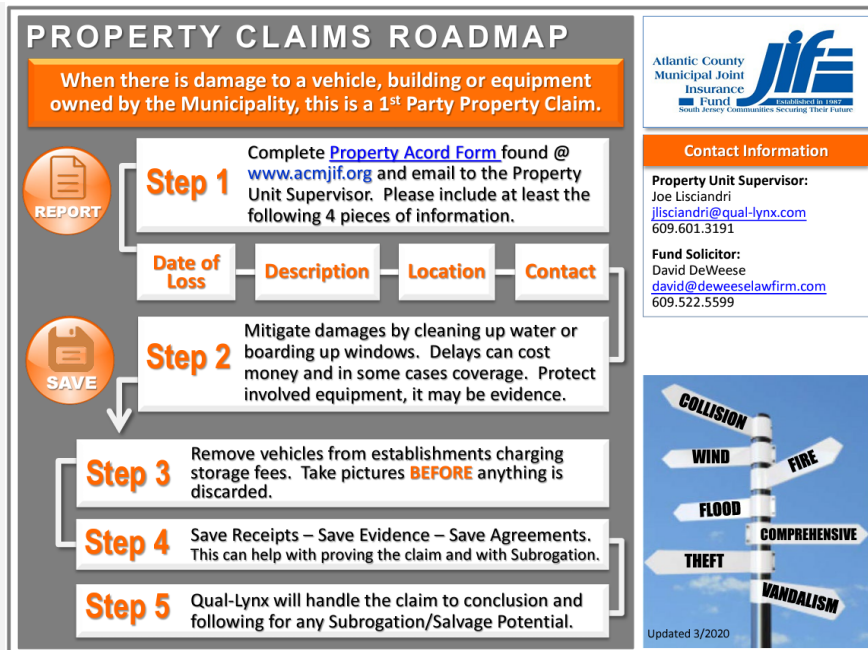 PROPERTY CLAIMS ROADMAP
When there is damage to a vehicle, building or equipment
owned by the Municipality, this is a 1st Party Property Claim.
REPORT
Step 1
Complete Property Acord Form found @
www.acmjif.org and email to the Property
Unit Supervisor. Please include at least the
following 4 pieces of information.
Date of
Loss
Description
Location
Contact
SAVE
Step 2
Mitigate damages by cleaning up water or
boarding up windows. Delays can cost
money and in some cases coverage. Protect
involved equipment, it may be evidence.
Step 3
Remove vehicles from establishments charging
storage fees. Take pictures BEFORE anything is
discarded.
Step 4
Save Receipts – Save Evidence – Save Agreements.
This can help with proving the claim and with Subrogation.
Step 5
Qual-Lynx will handle the claim to conclusion and
following for any Subrogation/Salvage Potential.
Atlantic County
Municipal Joint
Insurance
Fund
jif
Established in 1987
South Jersey Communities Securing Their Future
Contact Information
Property Unit Supervisor:
Joe Lisciandri
jlisciandri@qual-lynx.com
609.601.3191
Fund Solicitor:
David DeWeese
david@deweeselawfirm.com
609.522.5599
COLLISION
WIND
FIRE
FLOOD
COMPREHENSIVE
THEFT
VANDALISM
Updated 3/2020